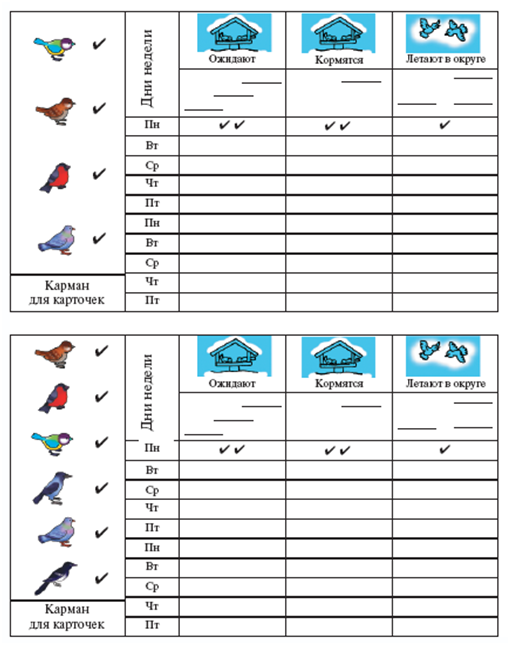 Дни недели
Ожидают
Кормятся
Летают в округе
Пн
Вт
Ср
Чт
Пт
Пн
Вт
Ср
Чт
Пт
Карман
для карточек
Дни недели
Ожидают
Кормятся
Летают в округе
Пн
Вт
Ср
Чт
Пт
Пн
Вт
Ср
Чт
Пт
Карман
для карточек